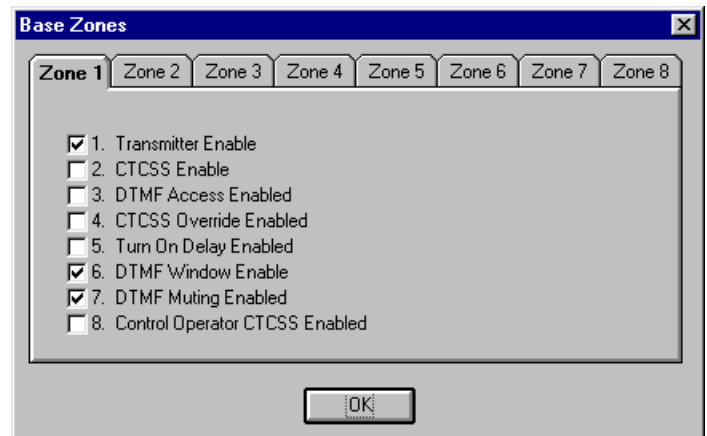 Base Zones
Zone 1 Zone 2 Zone 3 Zone 4 Zone 5 Zone 6 Zone 7 Zone 8
1. Transmitter Enable
2. CTCSS Enable
3. DTMF Access Enabled
4. CTCSS Override Enabled
5. Turn On Delay Enabled
6. DTMF Window Enable
7. DTMF Muting Enabled
8. Control Operator CTCSS Enabled
OK